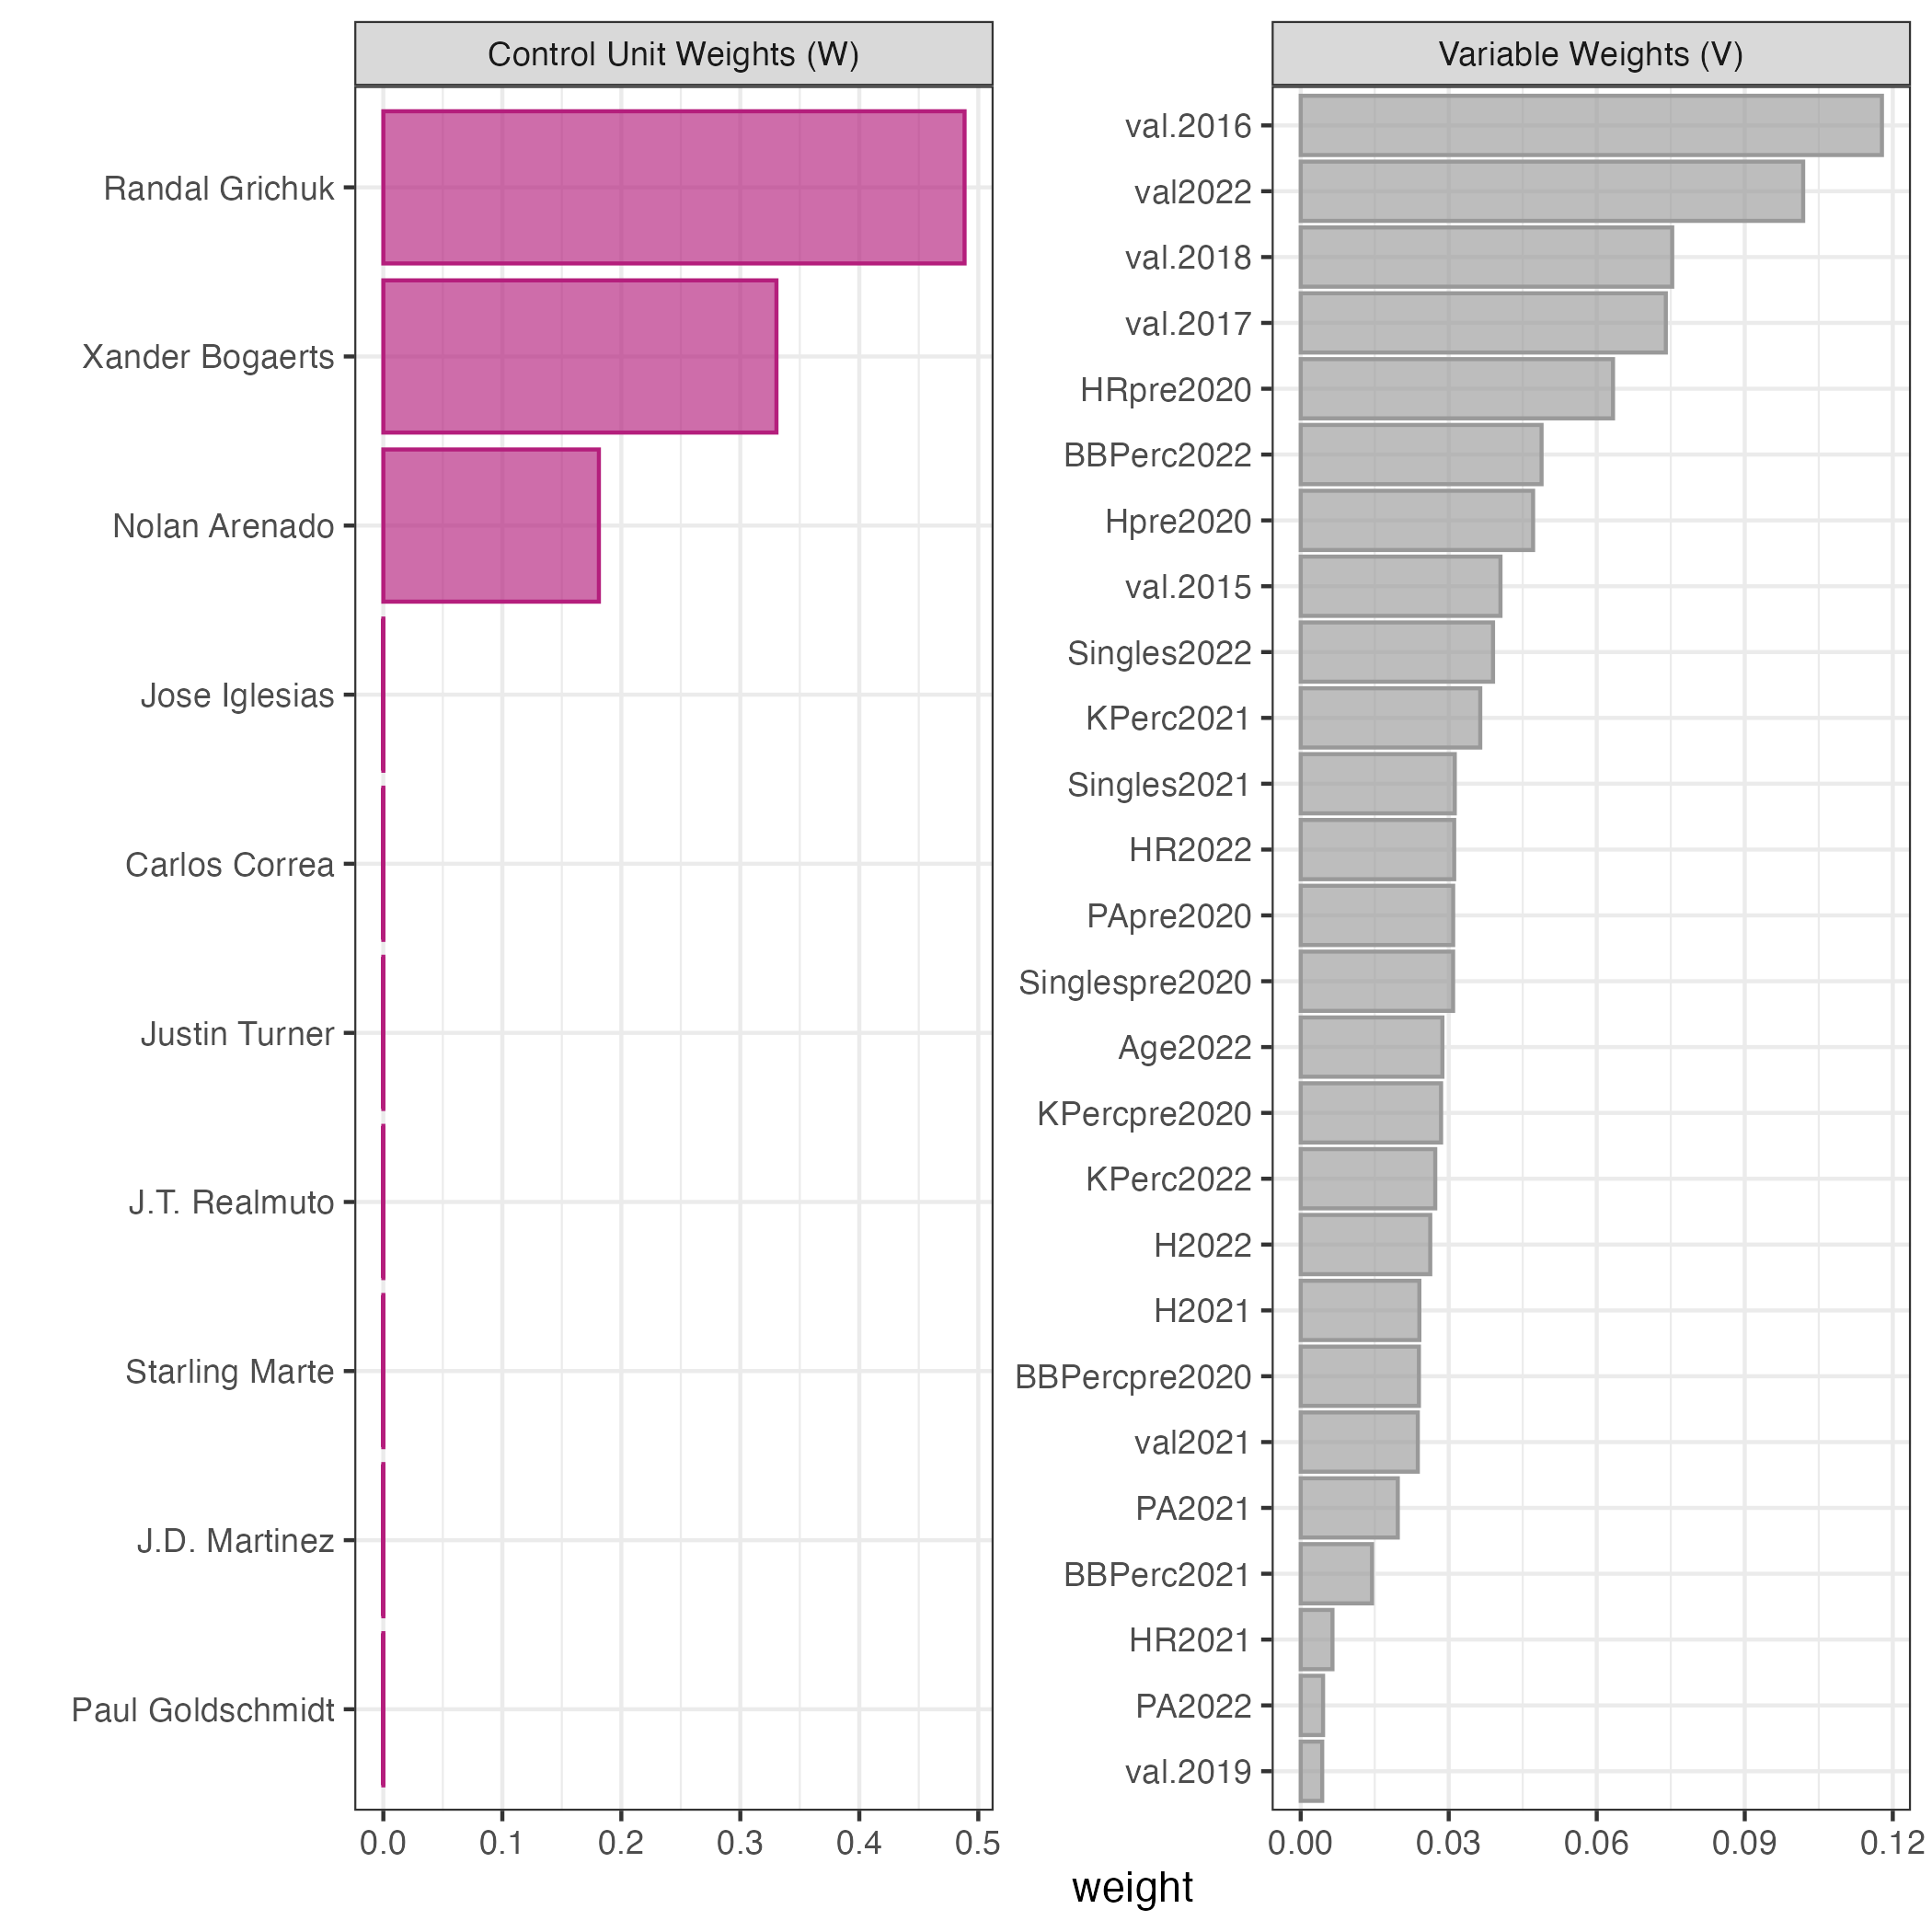 Control Unit Weights (W)
Randal Grichuk
Xander Bogaerts
Nolan Arenado
Jose Iglesias
Carlos Correa
Justin Turner
J.T. Realmuto
Starling Marte
J.D. Martinez
Paul Goldschmidt
0.0 0.1 0.2 0.3 0.4 0.5
Variable Weights (V)
val.2016
val2022
val.2018
val.2017
HRpre2020
BBPerc2022
Hpre2020
val.2015
Singles2022
KPerc2021
Singles2021
HR2022
PApre2020
Singlespre2020
Age2022
KPercpre2020
KPerc2022
H2022
H2021
BBPercpre2020
val2021
PA2021
BBPerc2021
HR2021
PA2022
val.2019
0.00 0.03 0.06 0.09 0.12
weight